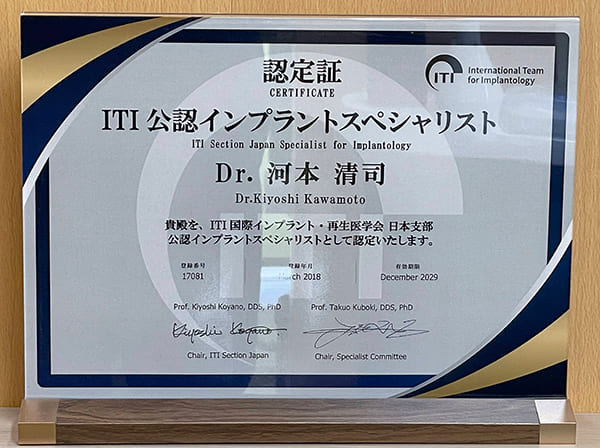 認定証
CERTIFICATE
ITI International Team
for Implantology
ITI 公認インプラントスペシャリスト
ITI Section Japan Specialist for Implantology
Dr. 河本 清司
Dr.Kiyoshi Kawamoto
貴殿を、ITI 国際インプラント・再生医学会 日本支部
公認インプラントスペシャリストとして認定いたします。
登録番号 登録年月 有効期限
17081 March 2018 December 2029
Prof. Kiyoshi Koyano, DDS, PhD Prof. Takuo Kuboki, DDS, PhD
Kiyoshi Koyano
Chair, ITI Section Japan Chair, Specialist Committee
ITI